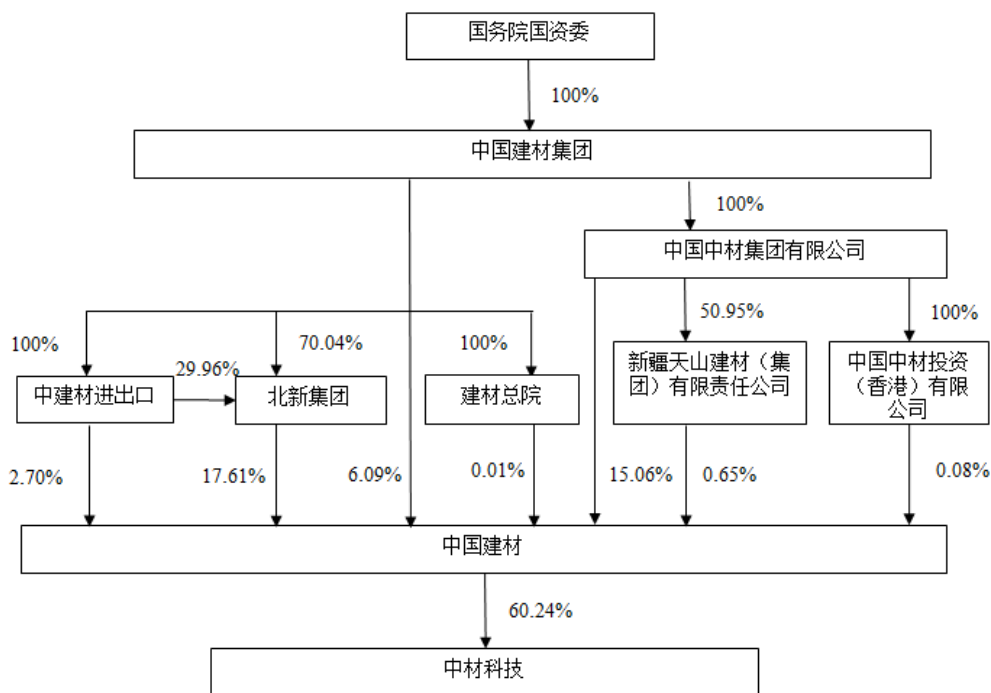 国务院国资委
100%
中国建材集团
100%
中国中材集团有限公司
50.95%
100%
100%
29.96%
70.04%
100%
中建材进出口
北新集团
建材总院
新疆天山建材（集
团）有限责任公司
中国中材投资
（香港）有限
公司
2.70%
17.61%
6.09%
0.01%
15.06%
0.65%
0.08%
中国建材
60.24%
中材科技